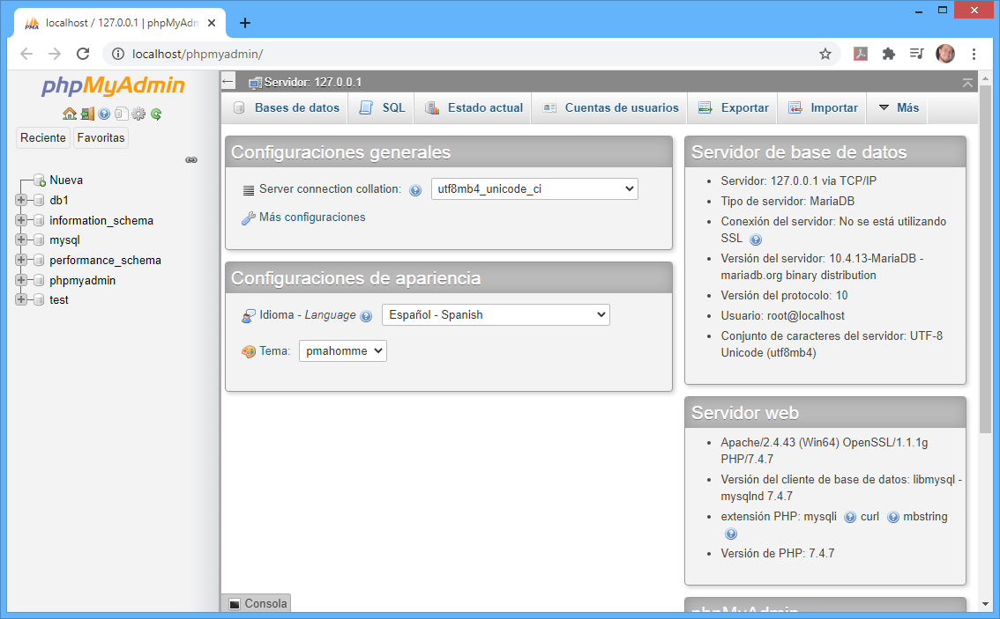 localhost / 127.0.0.1 | phpMyAdn
localhost/phpmyadmin/
phpMyAdmin
Reciente Favoritas
Nueva
db1
information_schema
mysql
performance_schema
phpmyadmin
test
Servidor: 127.0.0.1
Bases de datos SQL Estado actual Cuentas de usuarios Exportar Importar Más
Configuraciones generales
Server connection collation: utf8mb4_unicode_ci
Más configuraciones
Configuraciones de apariencia
Idioma - Language Español - Spanish
Tema: pmahomme
Servidor de base de datos
Servidor: 127.0.0.1 via TCP/IP
Tipo de servidor: MariaDB
Conexión del servidor: No se está utilizando
SSL
Versión del servidor: 10.4.13-MariaDB -
mariadb.org binary distribution
Versión del protocolo: 10
Usuario: root@localhost
Conjunto de caracteres del servidor: UTF-8
Unicode (utf8mb4)
Servidor web
Apache/2.4.43 (Win64) OpenSSL/1.1.1g
PHP/7.4.7
Versión del cliente de base de datos: libmysql -
mysqlnd 7.4.7
extensión PHP: mysqli curl mbstring
Versión de PHP: 7.4.7
phpMyAdmin
Consola